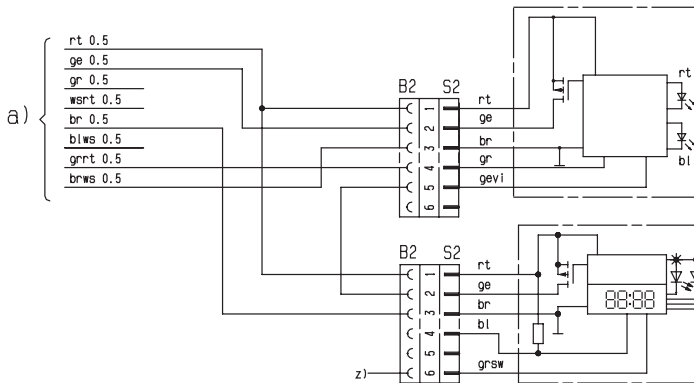 a)
rt 0.5
ge 0.5
gr 0.5
wsrt 0.5
br 0.5
blws 0.5
grrt 0.5
brws 0.5
B2 S2
1 rt
2 ge
3 br
4 gr
5 gevi
6
rt
bl
B2 S2
1 rt
2 ge
3 br
4 bl
5
z) 6 grsw
88:88